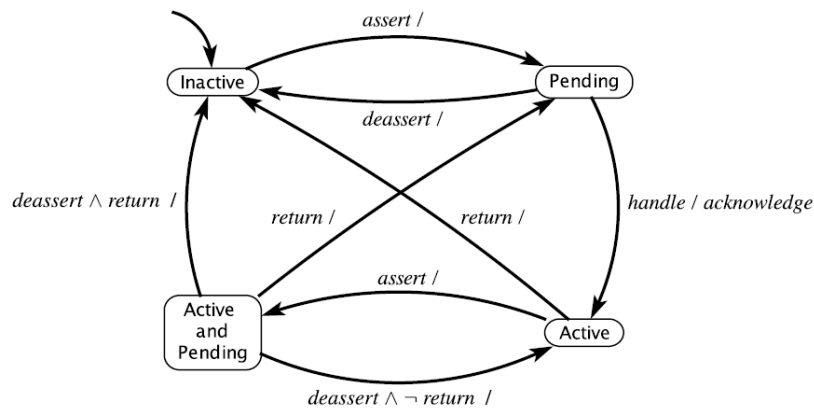 assert /
Inactive
Pending
deassert /
deassert ∧ return /
return /
return /
handle / acknowledge
assert /
Active
and
Pending
Active
deassert ∧ ¬ return /